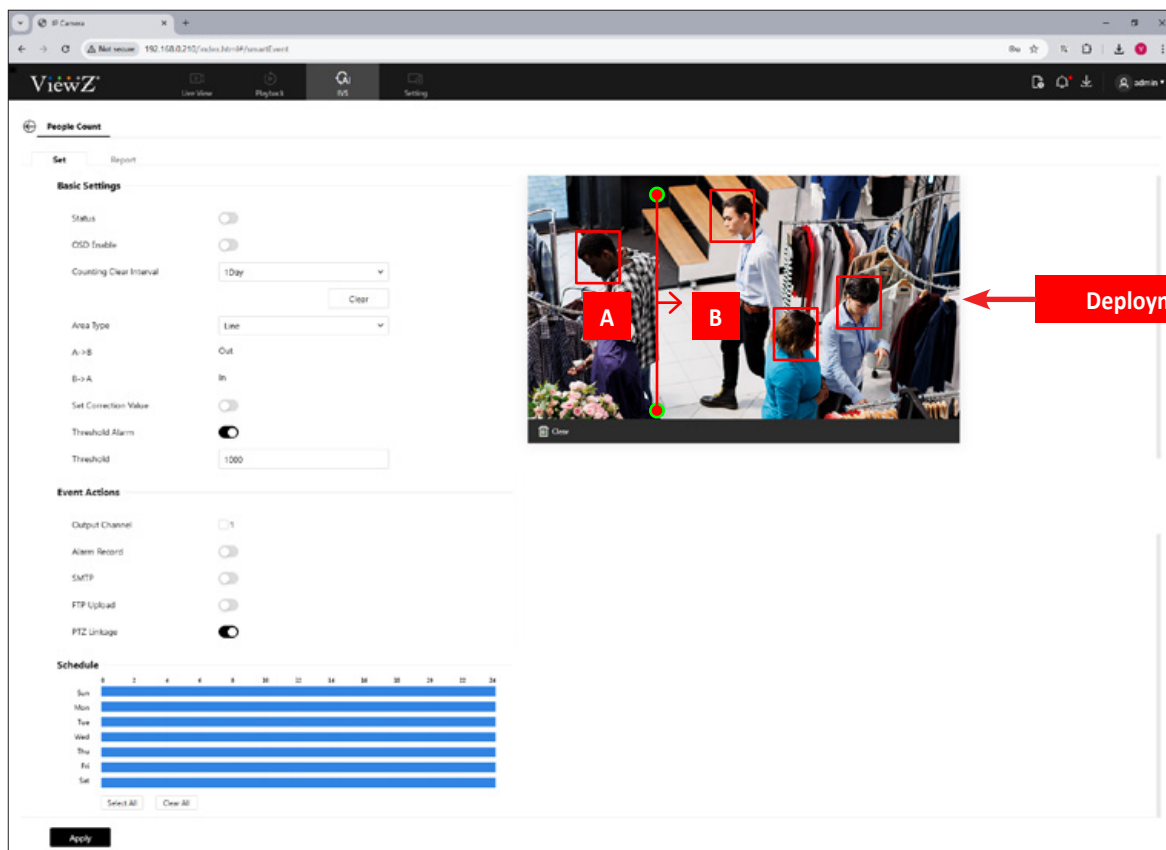 IP Camera
Not secure 192.168.0.210/index.html#/smartEvent
ViewZ Live View Playback IVS Setting admin
People Count
Set Report
Basic Settings
Status
OSD Enable
Counting Clear Interval 1Day
Clear
Area Type Line
A->B Out
B->A In
Set Correction Value
Threshold Alarm
Threshold 1000
A B
Deployn
Clear
Event Actions
Output Channel 1
Alarm Record
SMTP
FTP Upload
PTZ Linkage
Schedule
0 2 4 6 8 10 12 14 16 18 20 22 24
Sun
Mon
Tue
Wed
Thu
Fri
Sat
Select All Clear All
Apply